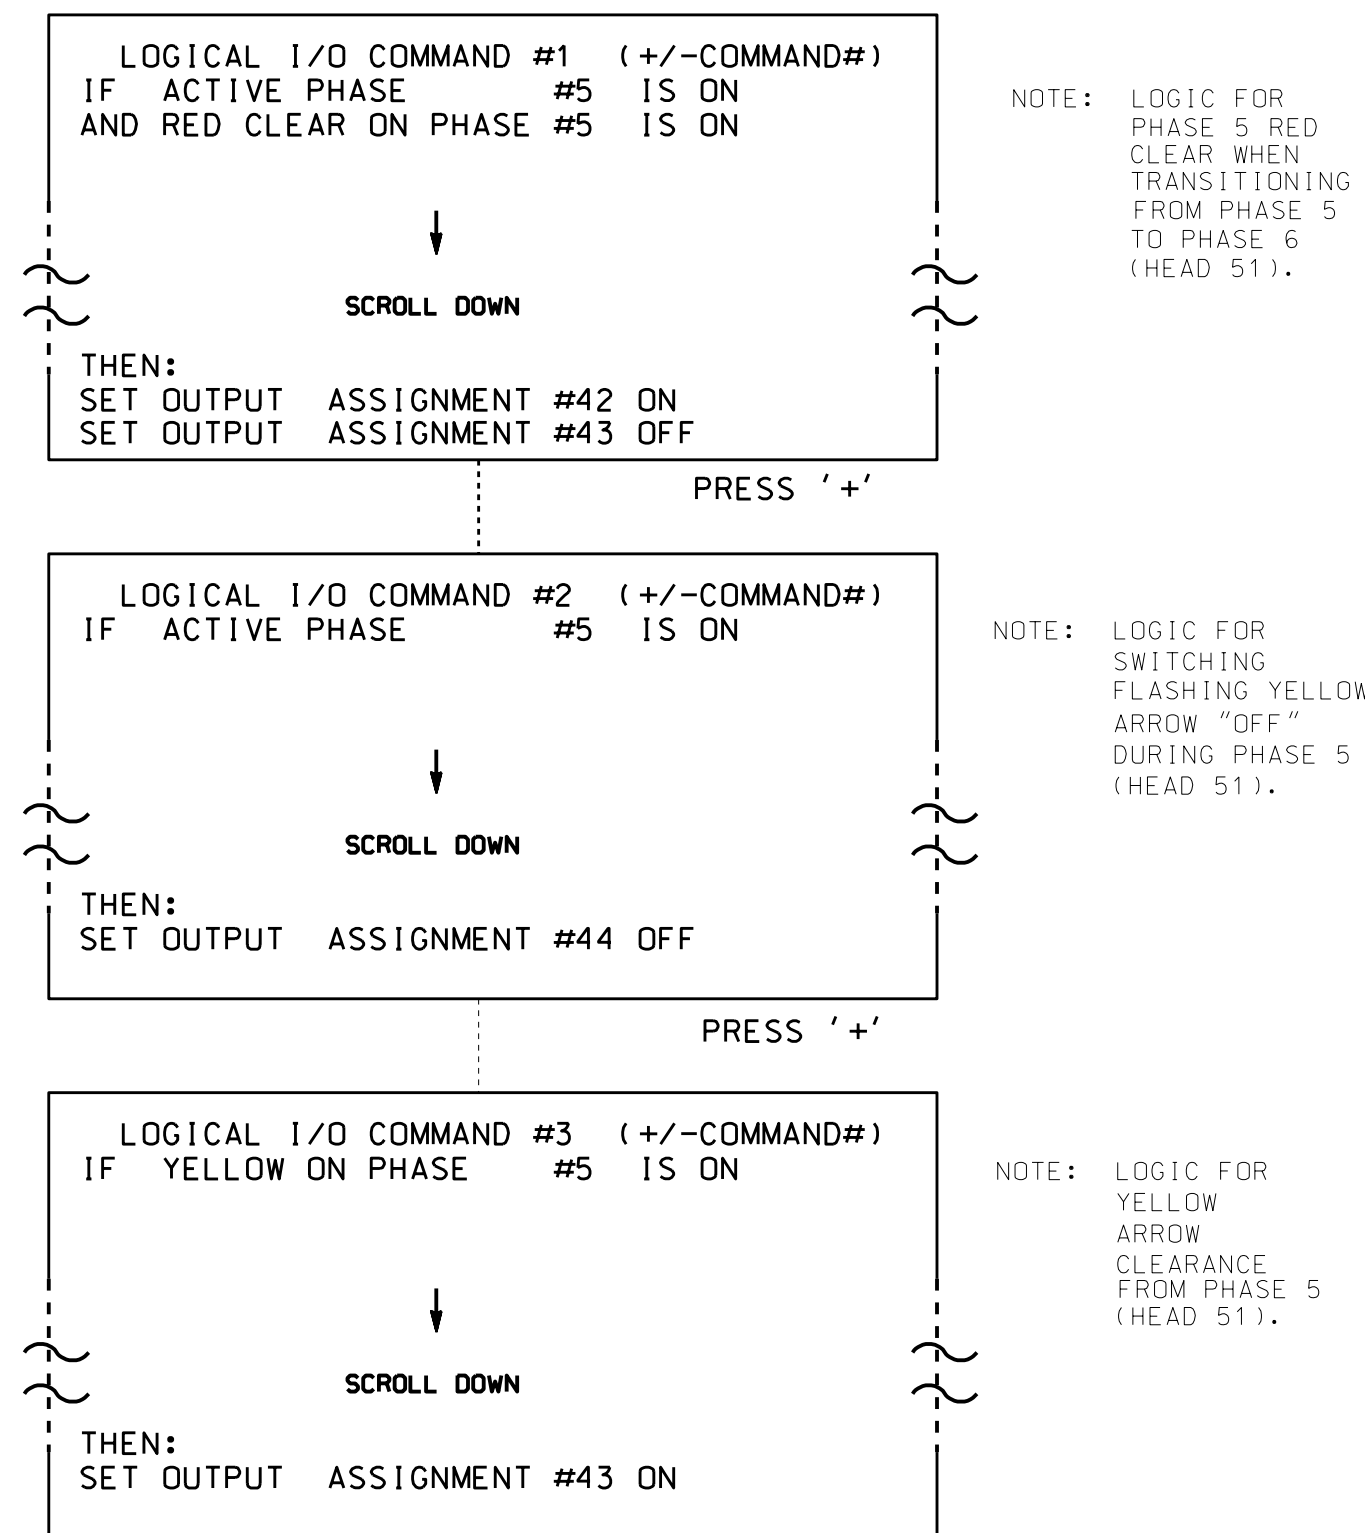 LOGICAL I/O COMMAND #1 (+/-COMMAND#)
IF ACTIVE PHASE #5 IS ON
AND RED CLEAR ON PHASE #5 IS ON
SCROLL DOWN
THEN:
SET OUTPUT ASSIGNMENT #42 ON
SET OUTPUT ASSIGNMENT #43 OFF
NOTE: LOGIC FOR
PHASE 5 RED
CLEAR WHEN
TRANSITIONING
FROM PHASE 5
TO PHASE 6
(HEAD 51).
PRESS '+'
LOGICAL I/O COMMAND #2 (+/-COMMAND#)
IF ACTIVE PHASE #5 IS ON
SCROLL DOWN
THEN:
SET OUTPUT ASSIGNMENT #44 OFF
NOTE: LOGIC FOR
SWITCHING
FLASHING YELLOW
ARROW "OFF"
DURING PHASE 5
(HEAD 51).
PRESS '+'
LOGICAL I/O COMMAND #3 (+/-COMMAND#)
IF YELLOW ON PHASE #5 IS ON
SCROLL DOWN
THEN:
SET OUTPUT ASSIGNMENT #43 ON
NOTE: LOGIC FOR
YELLOW
ARROW
CLEARANCE
FROM PHASE 5
(HEAD 51).